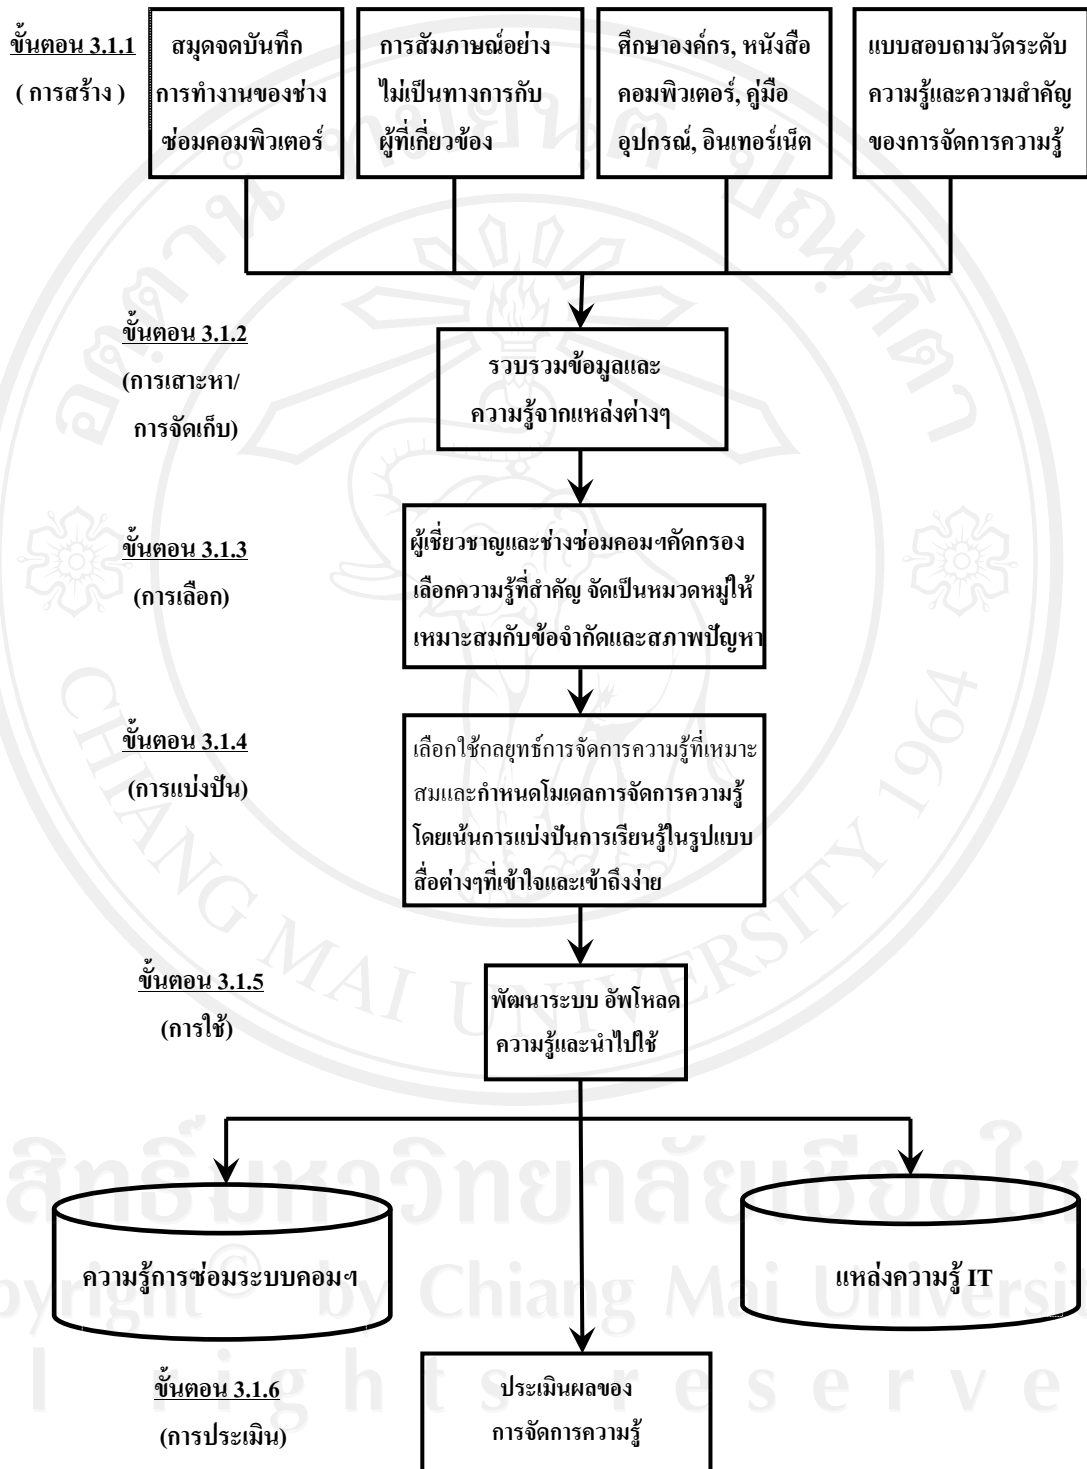 ขั้นตอน 3.1.1
( การสร้าง )
สมุดจดบันทึก
การทำงานของช่าง
ซ่อมคอมพิวเตอร์
การสัมภาษณ์อย่าง
ไม่เป็นทางการกับ
ผู้ที่เกี่ยวข้อง
ศึกษาองค์กร, หนังสือ
คอมพิวเตอร์, คู่มือ
อุปกรณ์, อินเทอร์เน็ต
แบบสอบถามวัดระดับ
ความรู้และความสำคัญ
ของการจัดการความรู้
ขั้นตอน 3.1.2
(การเสาะหา/
การจัดเก็บ)
รวบรวมข้อมูลและ
ความรู้จากแหล่งต่างๆ
ขั้นตอน 3.1.3
(การเลือก)
ผู้เชี่ยวชาญและช่างซ่อมคอมฯคัดกรอง
เลือกความรู้ที่สำคัญ จัดเป็นหมวดหมู่ให้
เหมาะสมกับข้อจำกัดและสภาพปัญหา
ขั้นตอน 3.1.4
(การแบ่งปัน)
เลือกใช้กลยุทธ์การจัดการความรู้ที่เหมาะ
สมและกำหนดโมเดลการจัดการความรู้
โดยเน้นการแบ่งปันการเรียนรู้ในรูปแบบ
สื่อต่างๆที่เข้าใจและเข้าถึงง่าย
ขั้นตอน 3.1.5
(การใช้)
พัฒนาระบบ อัพโหลด
ความรู้และนำไปใช้
ความรู้การซ่อมระบบคอมฯ
แหล่งความรู้ IT
ขั้นตอน 3.1.6
(การประเมิน)
ประเมินผลของ
การจัดการความรู้
CHIANG MAI UNIVERSITY 1964
สิทธิ์มหาวิทยาลัยเชียงให
by Chiang Mai
rights reserve